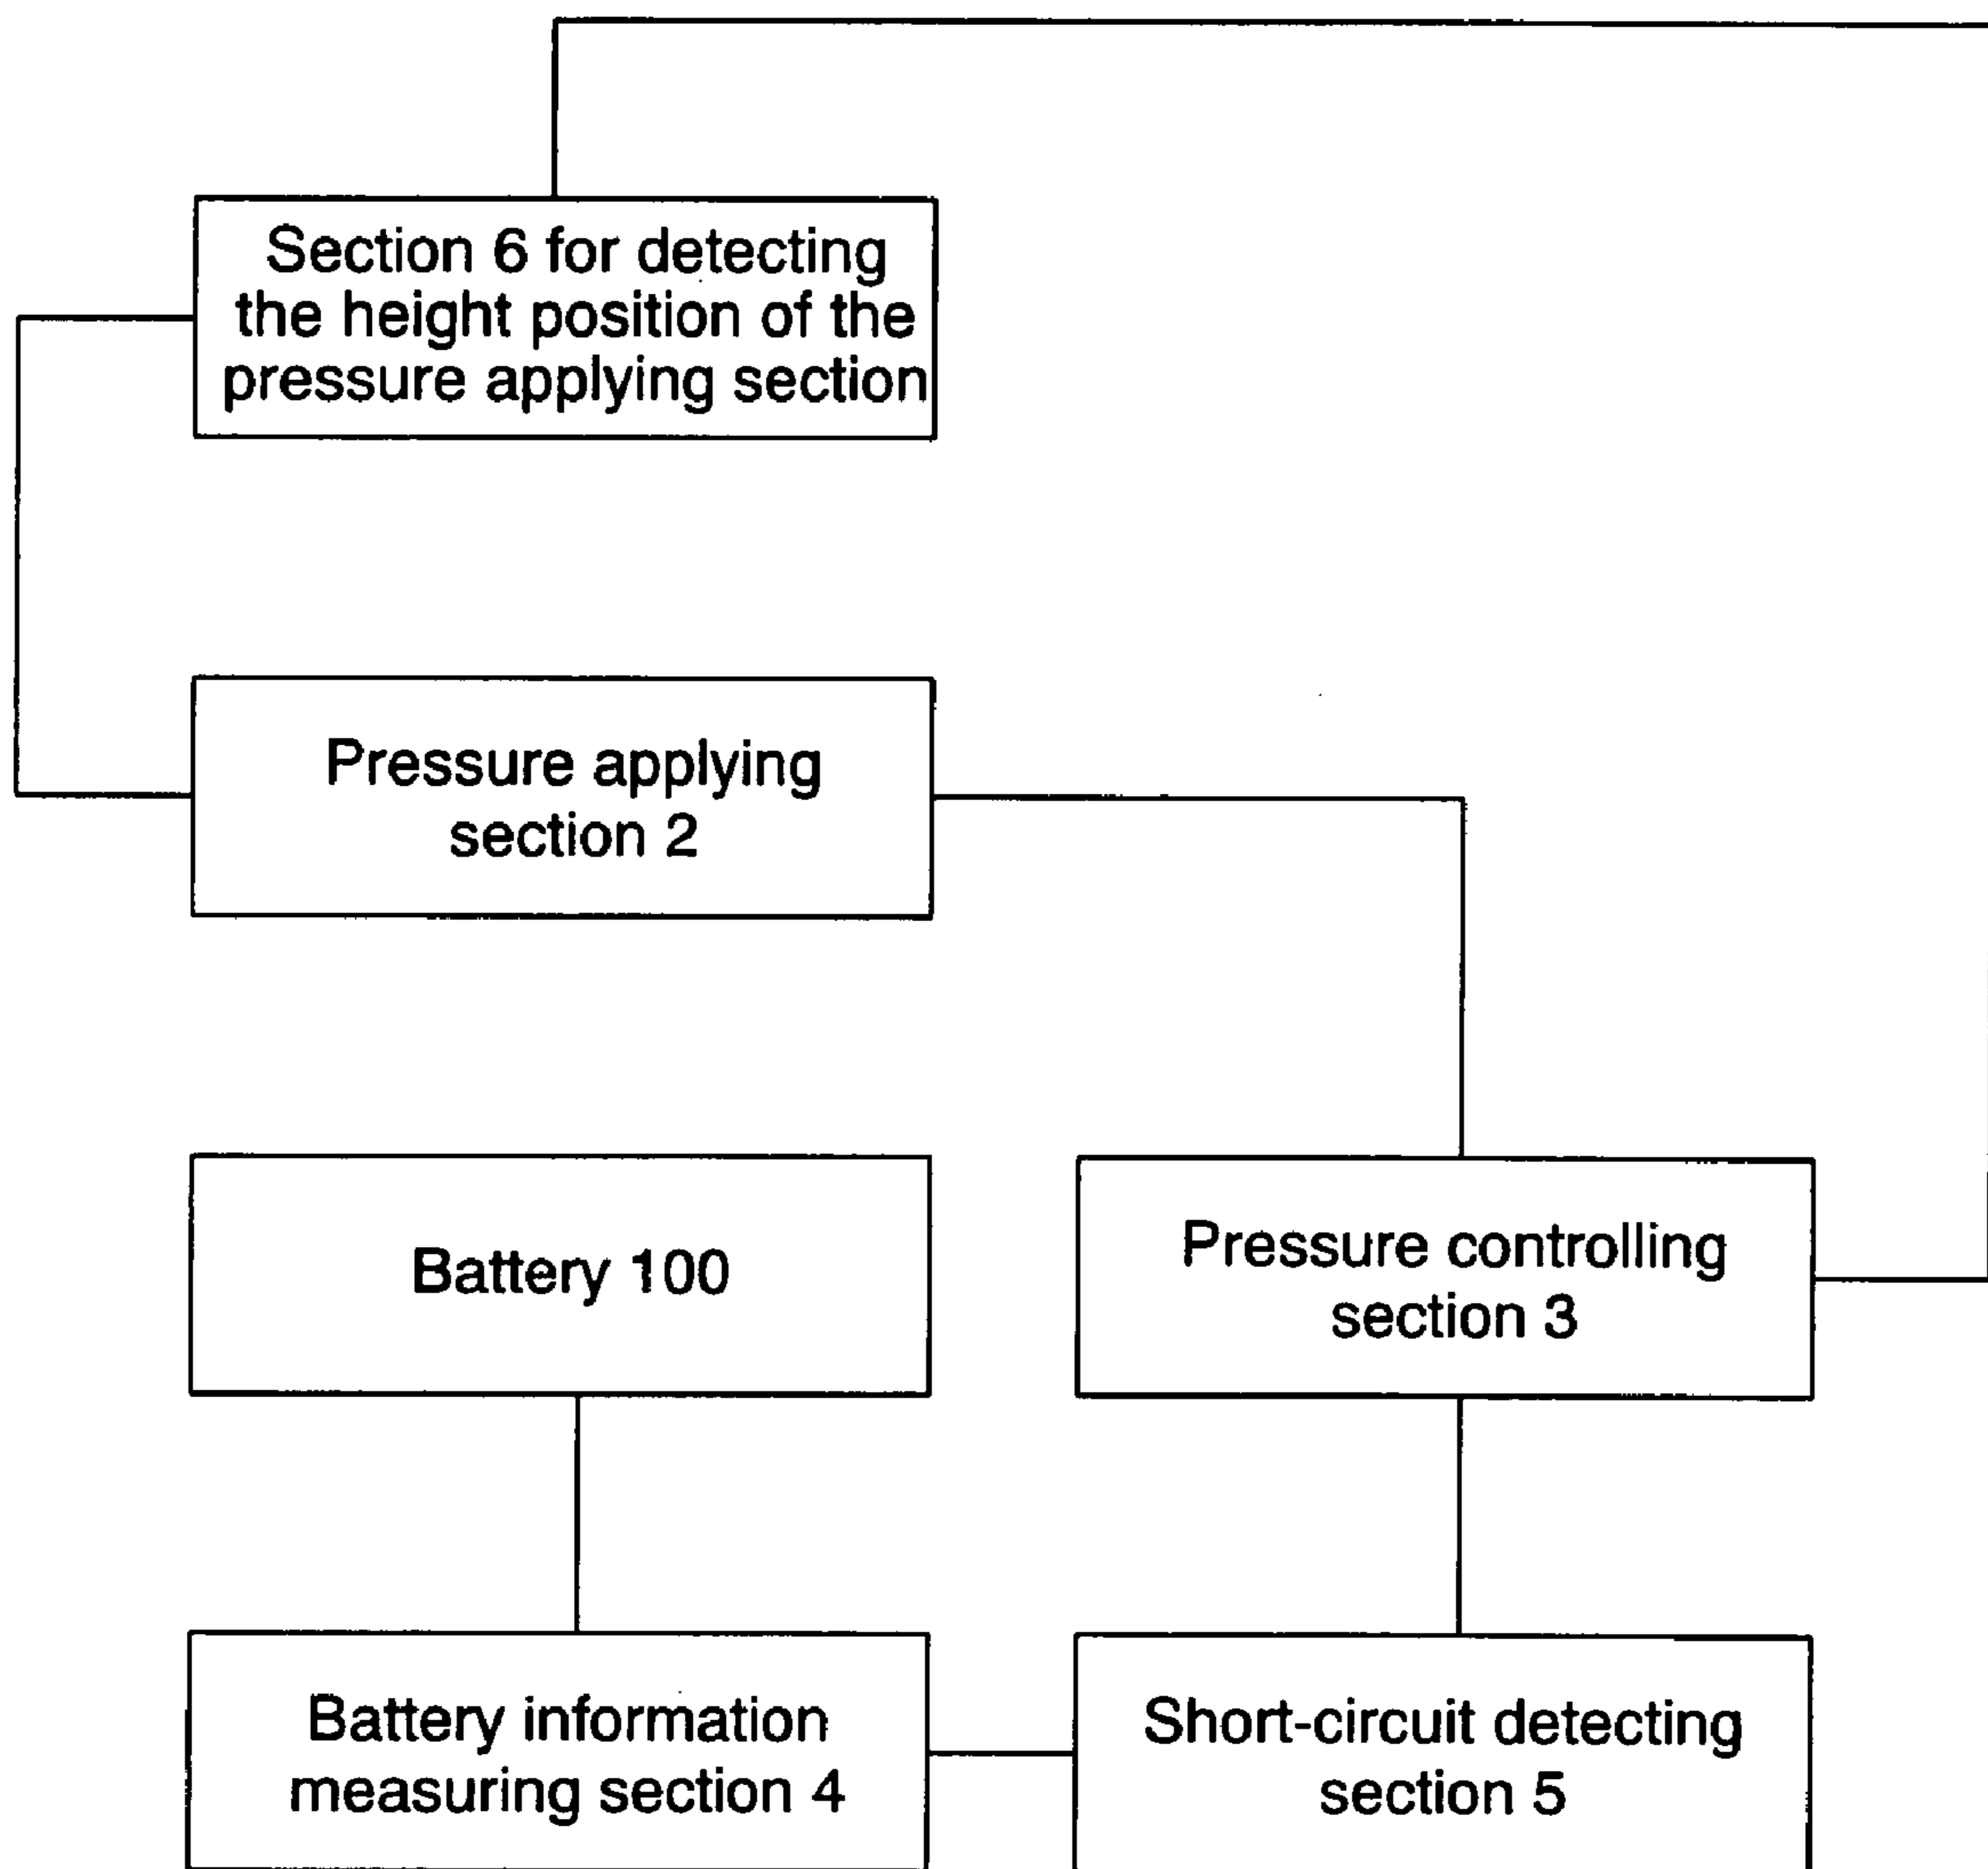 Section 6 for detecting
the height position of the
pressure applying section
Pressure applying
section 2
Battery 100
Pressure controlling
section 3
Battery information
measuring section 4
Short-circuit detecting
section 5